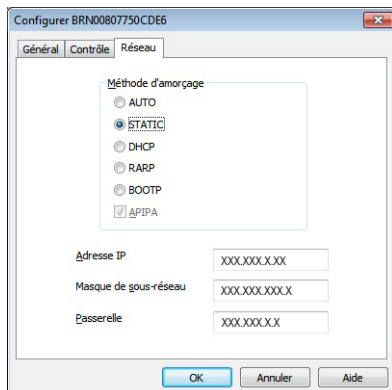 Configurer BRN00807750CDE6
Général Contrôle Réseau
Méthode d'amorçage
AUTO
STATIC
DHCP
RARP
BOOTP
APIPA
Adresse IP XXX.XXX.X.XX
Masque de sous-réseau XXX.XXX.XXX.X
Passerelle XXX.XXX.X.X
OK Annuler Aide